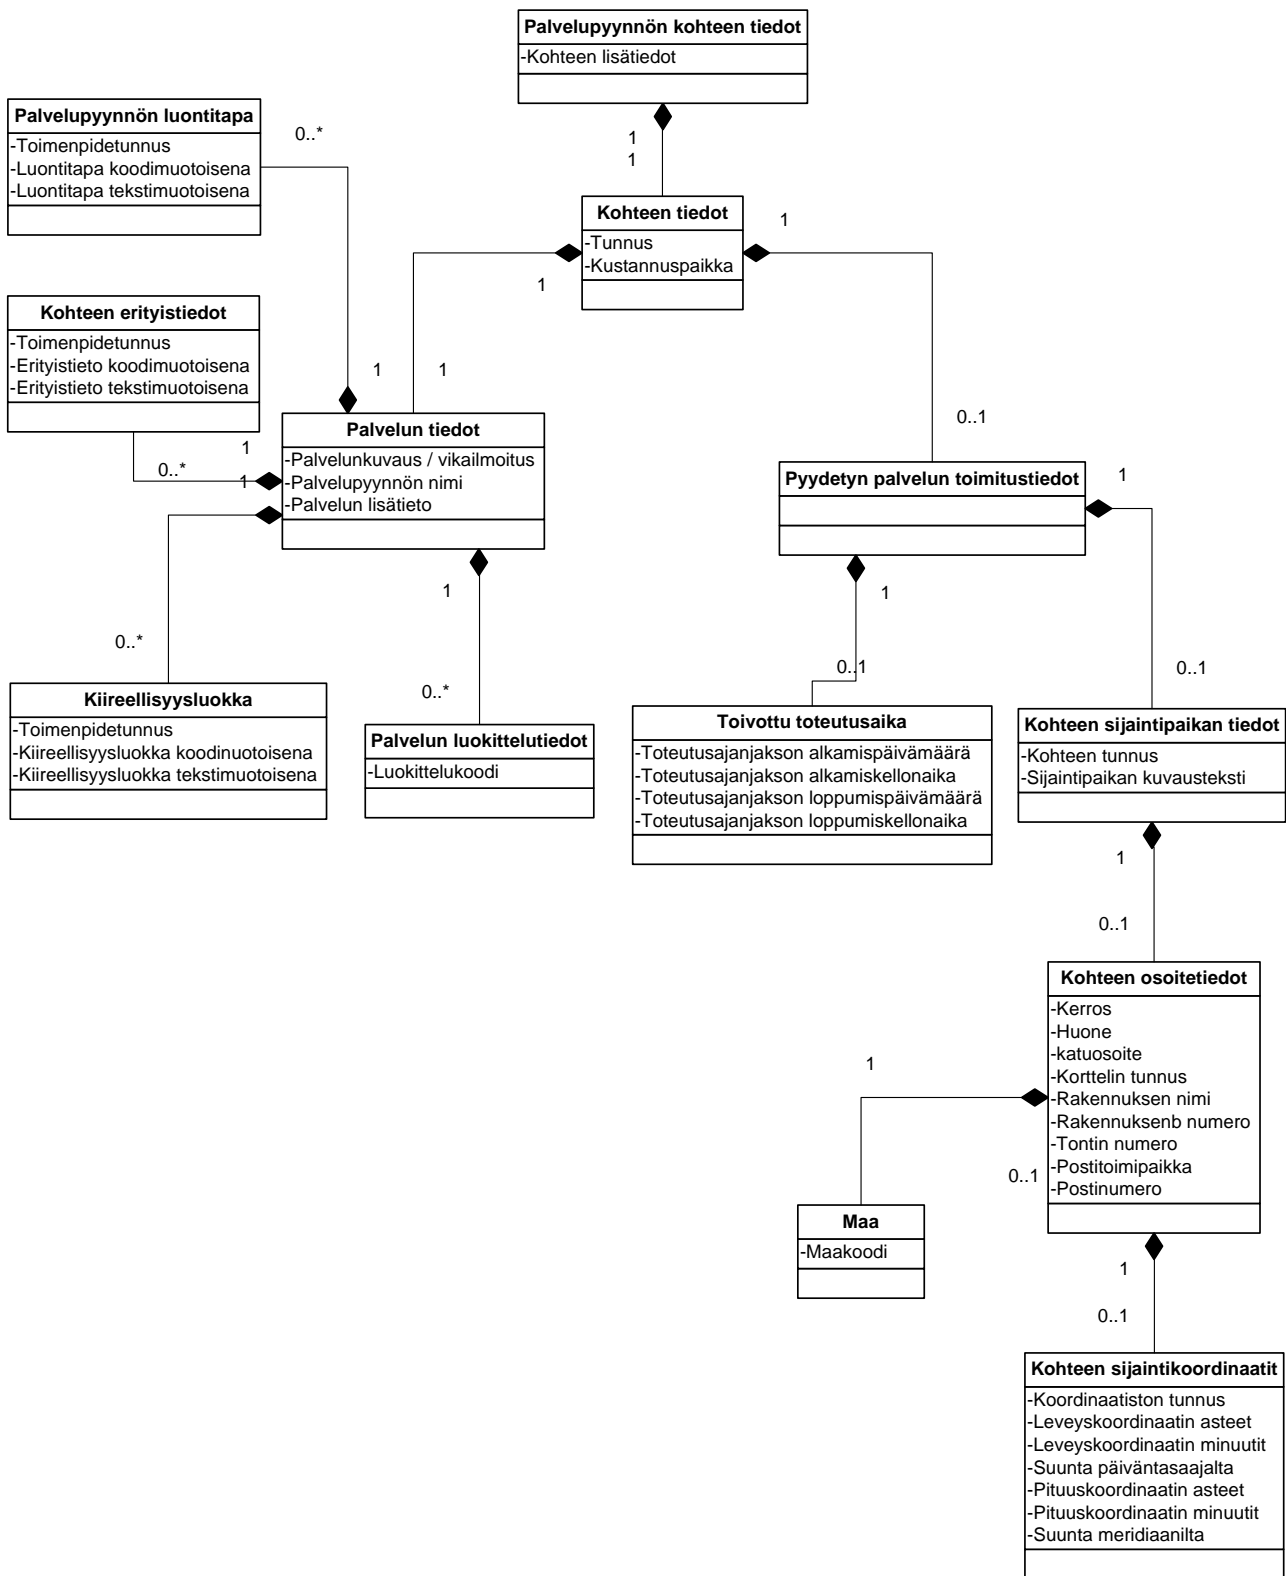 Palvelupyynnön kohteen tiedot
-Kohteen lisätiedot
1
1
Palvelupyynnön luontitapa
-Toimenpidetunnus
-Luontitapa koodimuotoisena
-Luontitapa tekstimuotoisena
0..*
Kohteen tiedot
-Tunnus
-Kustannuspaikka
1
1
Kohteen erityistiedot
-Toimenpidetunnus
-Erityistieto koodimuotoisena
-Erityistieto tekstimuotoisena
1
1
0..1
Palvelun tiedot
-Palvelunkuvaus / vikailmoitus
-Palvelupyynnön nimi
-Palvelun lisätieto
1
0..*
1
Pyydetyn palvelun toimitustiedot
1
1
1
0..*
0..*
0..1
0..1
Kiireellisyysluokka
-Toimenpidetunnus
-Kiireellisyysluokka koodinuotoisena
-Kiireellisyysluokka tekstimuotoisena
Palvelun luokittelutiedot
-Luokittelukoodi
Toivottu toteutusaika
-Toteutusajanjakson alkamispäivämäärä
-Toteutusajanjakson alkamiskellonaika
-Toteutusajanjakson loppumispäivämäärä
-Toteutusajanjakson loppumiskellonaika
Kohteen sijaintipaikan tiedot
-Kohteen tunnus
-Sijaintipaikan kuvausteksti
1
0..1
Kohteen osoitetiedot
-Kerros
-Huone
-katuosoite
-Korttelin tunnus
-Rakennuksen nimi
-Rakennuksenb numero
-Tontin numero
-Postitoimipaikka
-Postinumero
1
0..1
Maa
-Maakoodi
1
0..1
Kohteen sijaintikoordinaatit
-Koordinaatiston tunnus
-Leveyskoordinaatin asteet
-Leveyskoordinaatin minuutit
-Suunta päiväntasaajalta
-Pituuskoordinaatin asteet
-Pituuskoordinaatin minuutit
-Suunta meridiaanilta